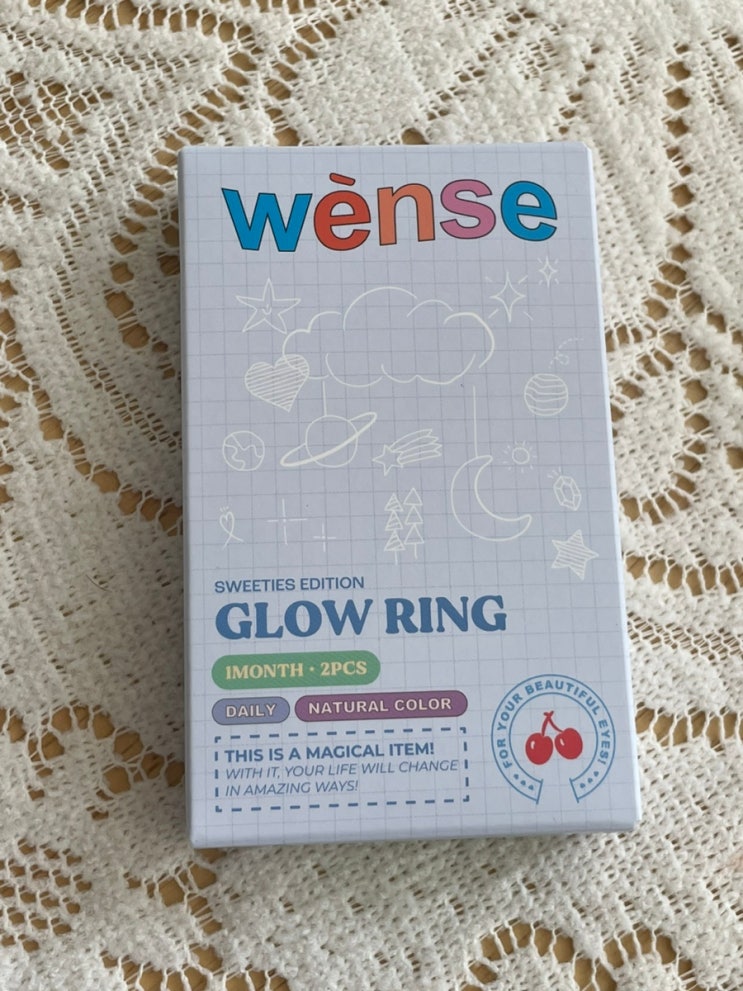 wènse
SWEETIES EDITION
GLOW RING
1MONTH · 2PCS
DAILY
NATURAL COLOR
THIS IS A MAGICAL ITEM!
WITH IT, YOUR LIFE WILL CHANGE
IN AMAZING WAYS!
FOR YOUR BEAUTIFUL EYES!